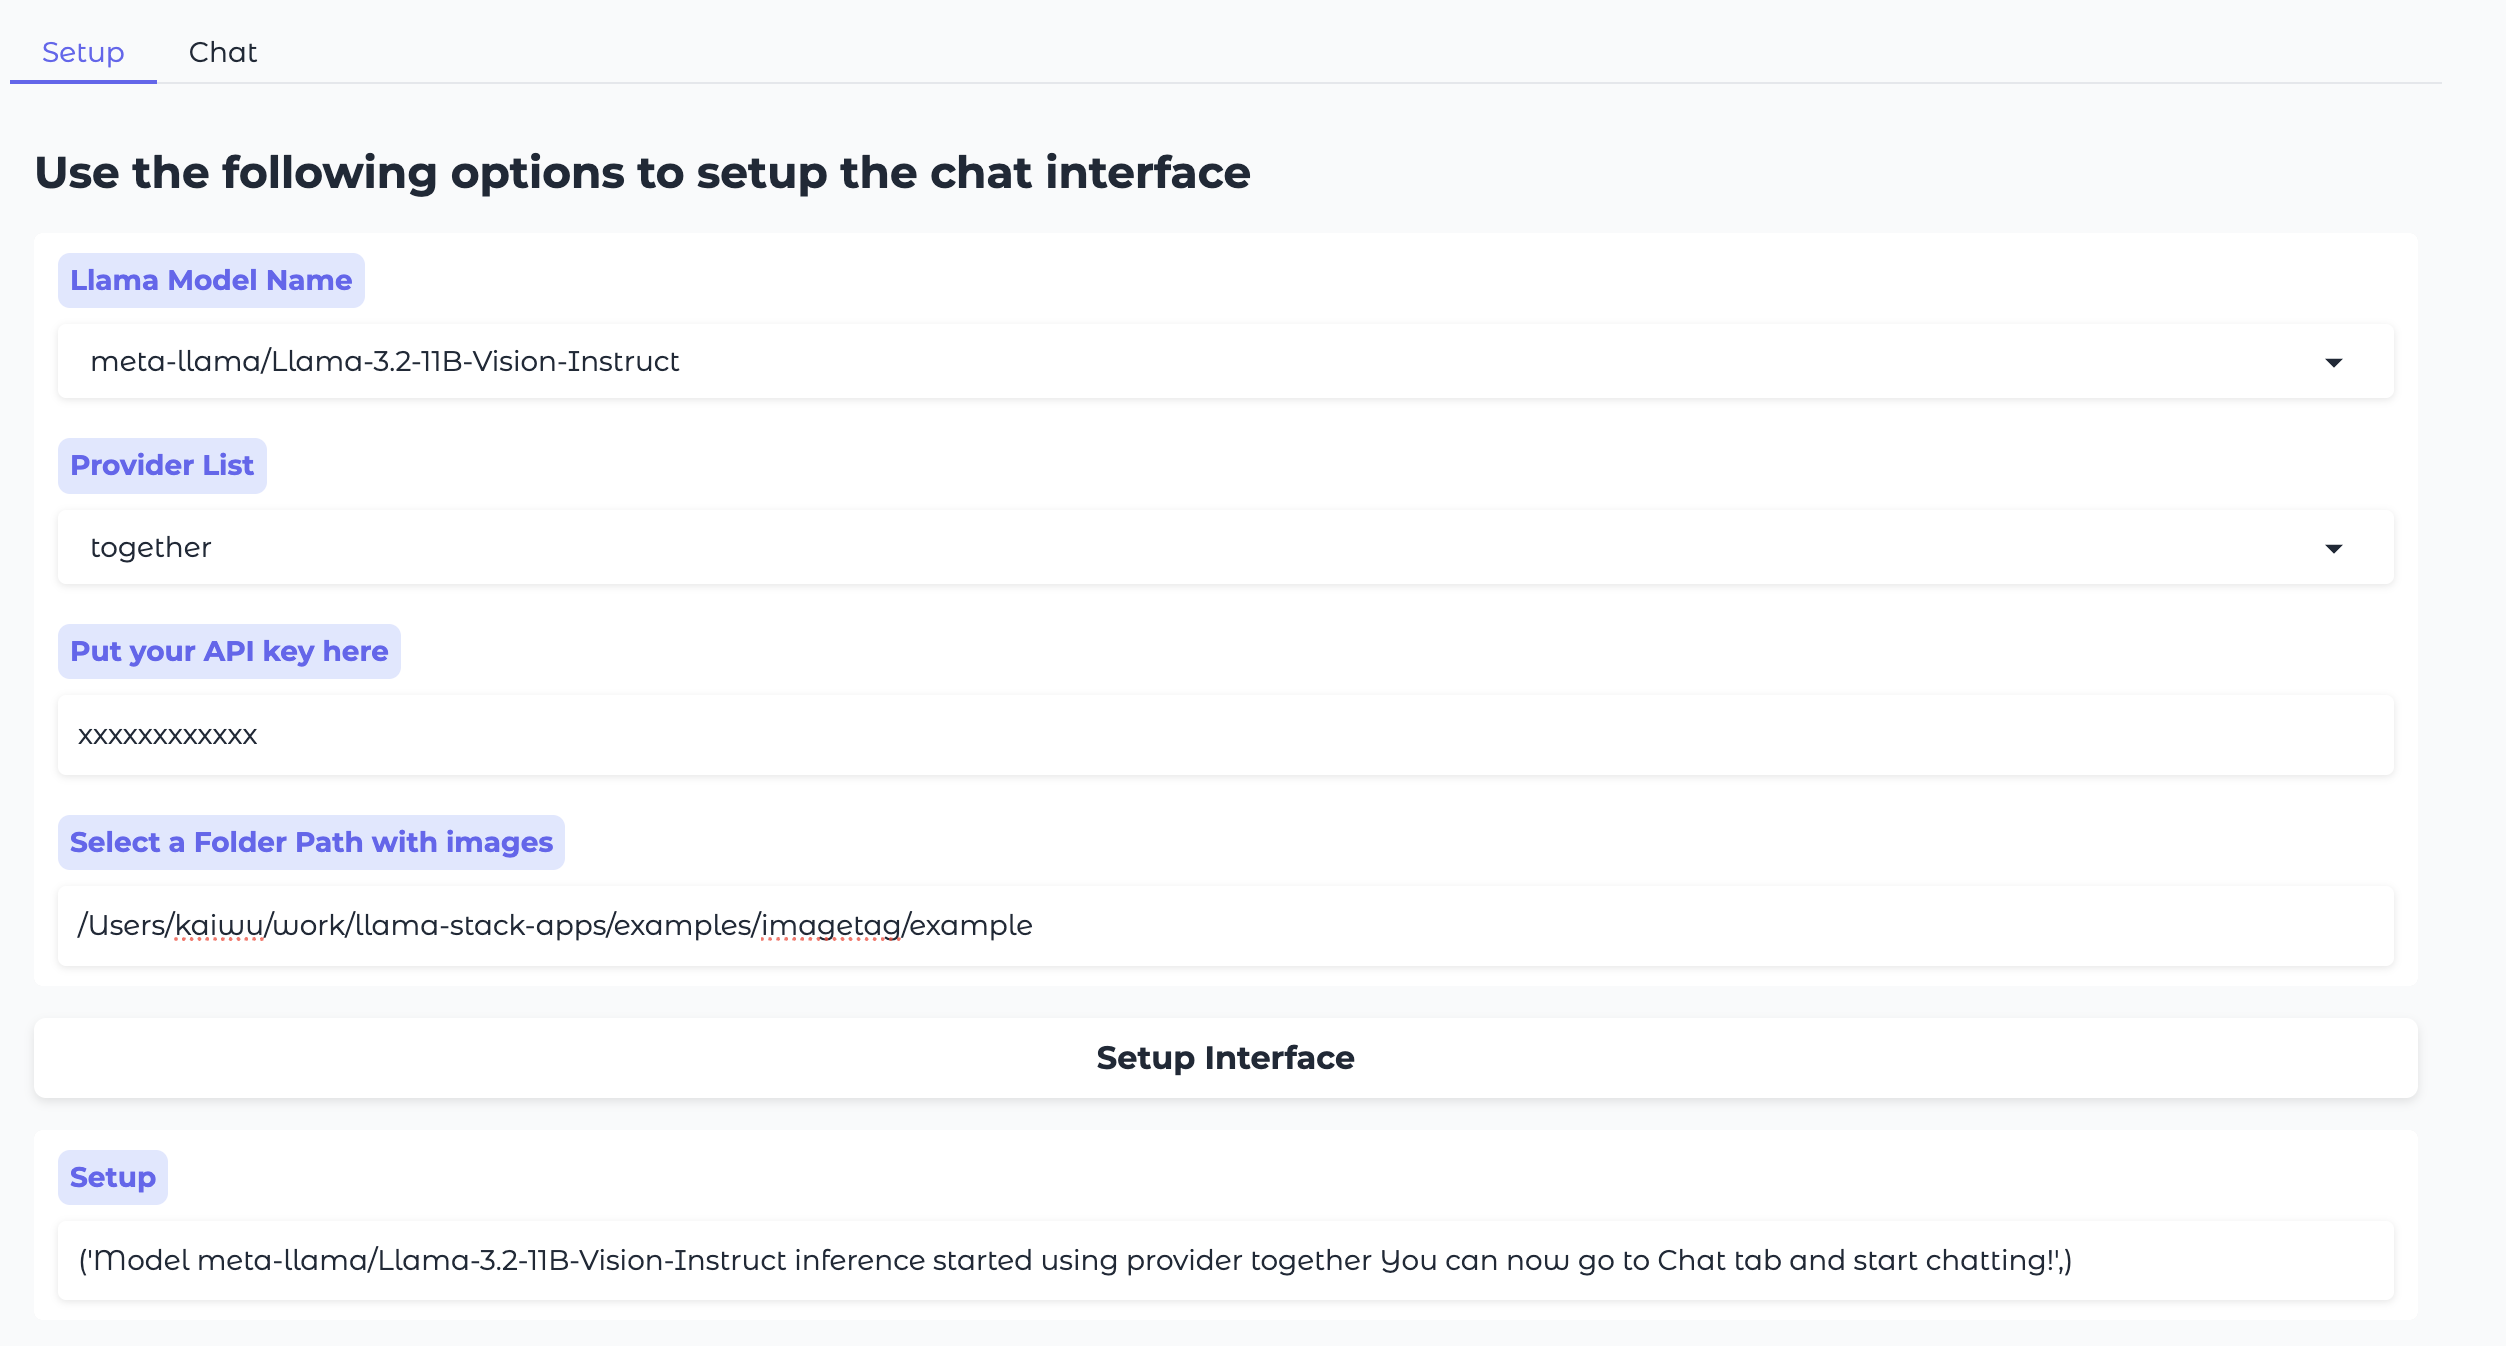 Setup Chat
Use the following options to setup the chat interface
Llama Model Name
meta-llama/Llama-3.2-11B-Vision-Instruct
Provider List
together
Put your API key here
xxxxxxxxxxxx
Select a Folder Path with images
/Users/kaiwu/work/llama-stack-apps/examples/imagetag/example
Setup Interface
Setup
('Model meta-llama/Llama-3.2-11B-Vision-Instruct inference started using provider together You can now go to Chat tab and start chatting!',)